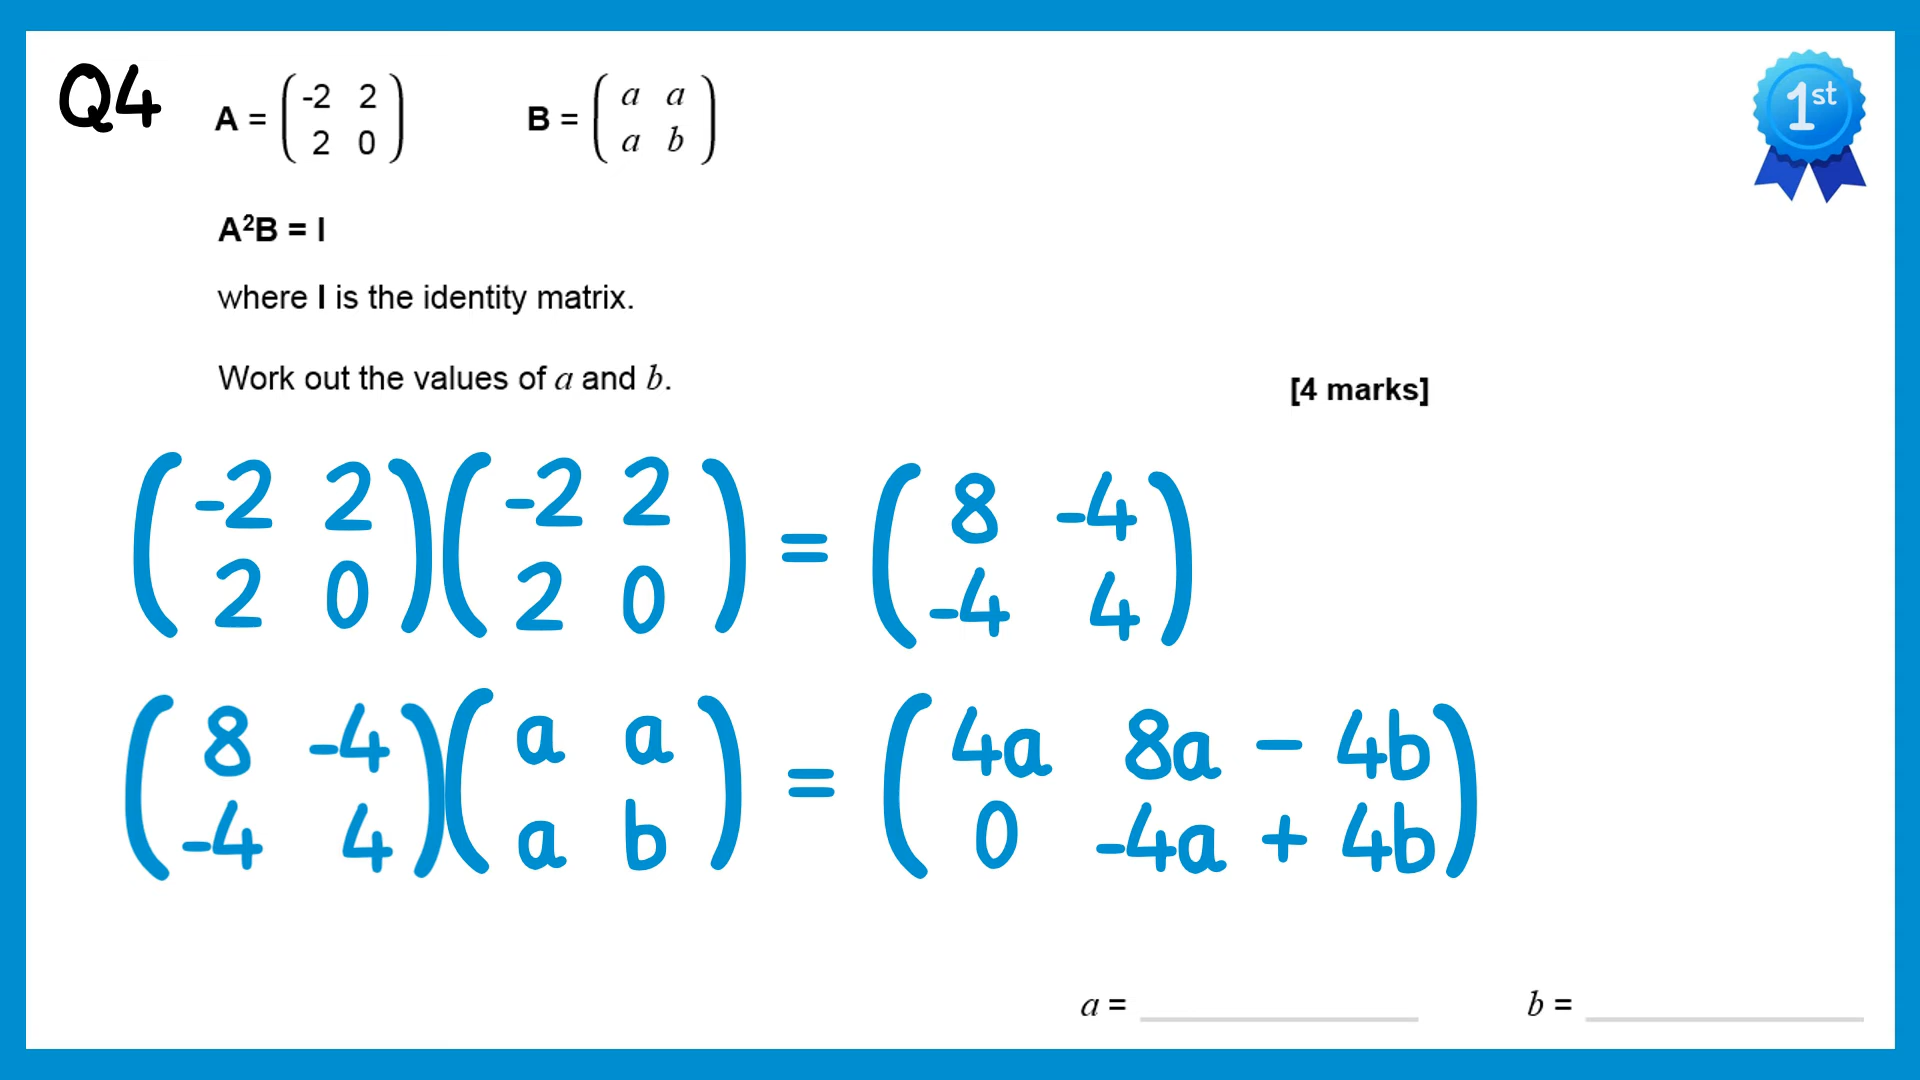 Q4
1st
A = ( -2 2 ) B = ( a a )
( 2 0 ) ( a b )
A²B = I
where I is the identity matrix.
Work out the values of a and b.
[4 marks]
( -2 2 ) ( -2 2 ) = ( 8 -4 )
( 2 0 ) ( 2 0 ) ( -4 4 )
( 8 -4 ) ( a a ) = ( 4a 8a - 4b )
( -4 4 ) ( a b ) ( 0 -4a + 4b )
a = ________ b = ________